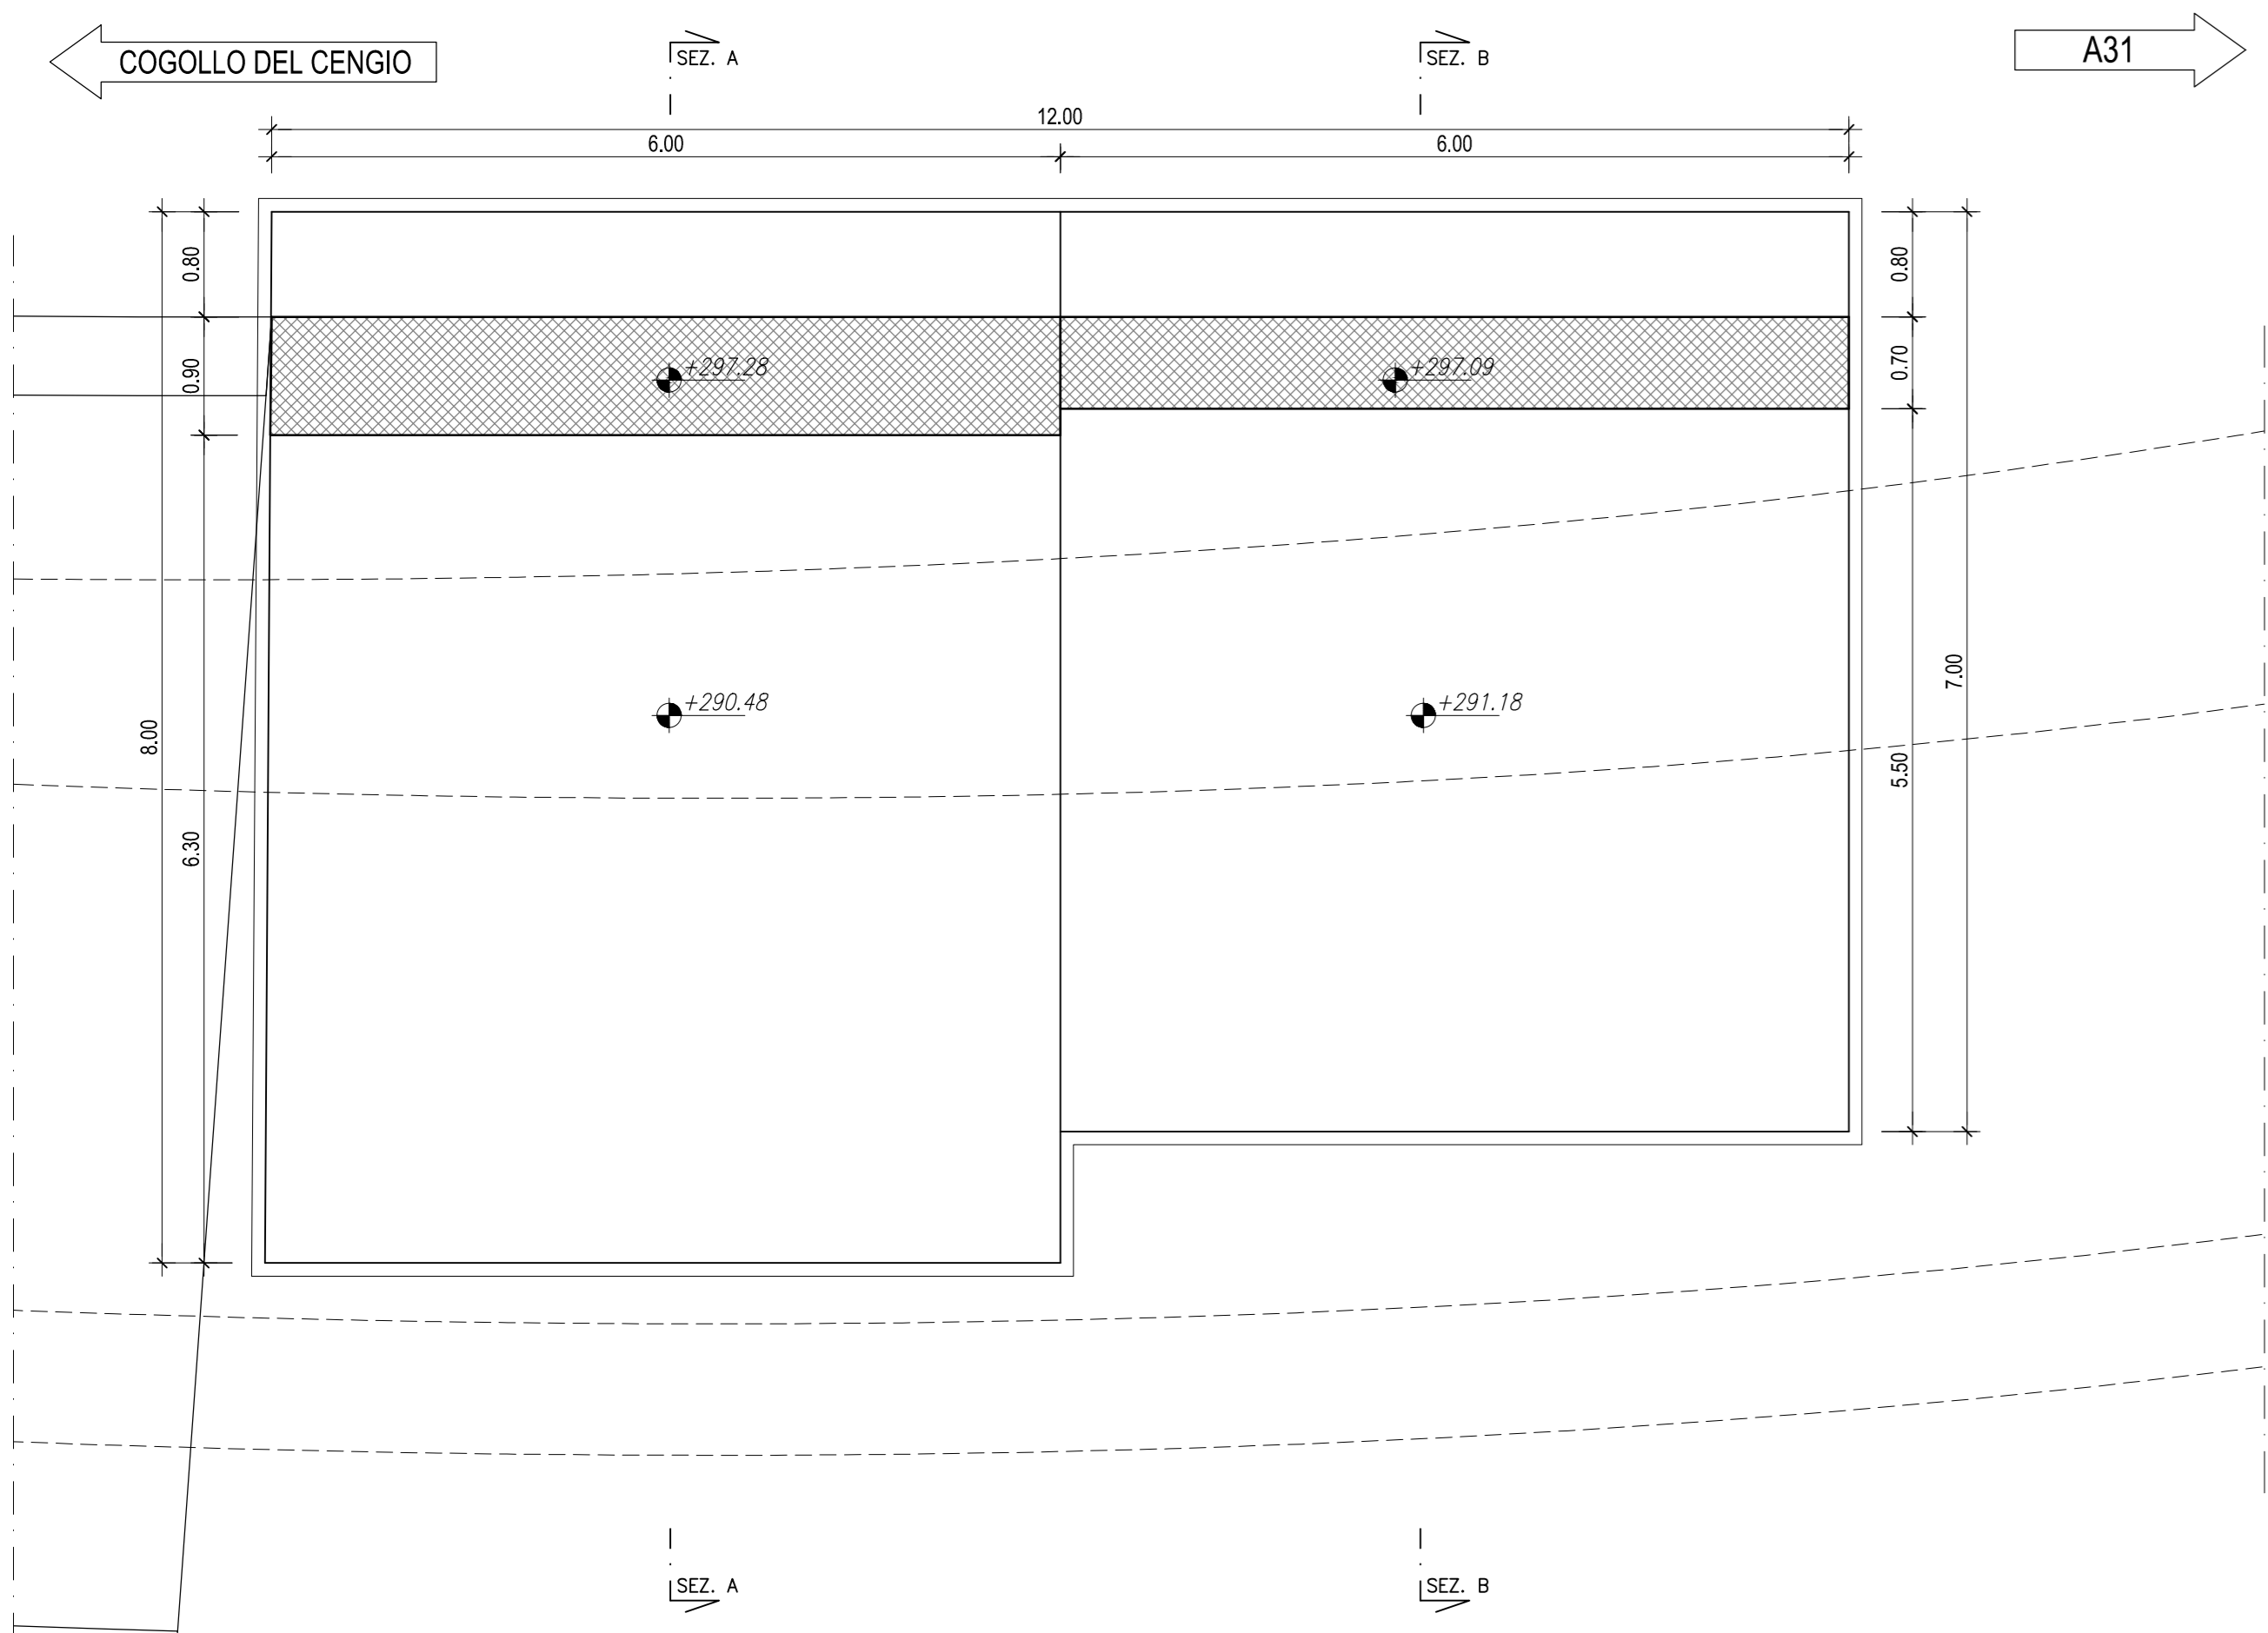 COGOLLO DEL CENGIO
SEZ. A
SEZ. B
A31
12.00
6.00
6.00
0.80
0.80
0.90
0.70
+297.28
+297.09
8.00
7.00
+290.48
+291.18
6.30
5.50
SEZ. A
SEZ. B